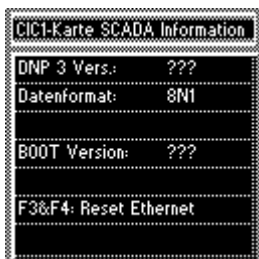 CIC1-Karte SCADA Information
DNP 3 Vers.: ???
Datenformat: 8N1
BOOT Version: ???
F3&F4: Reset Ethernet